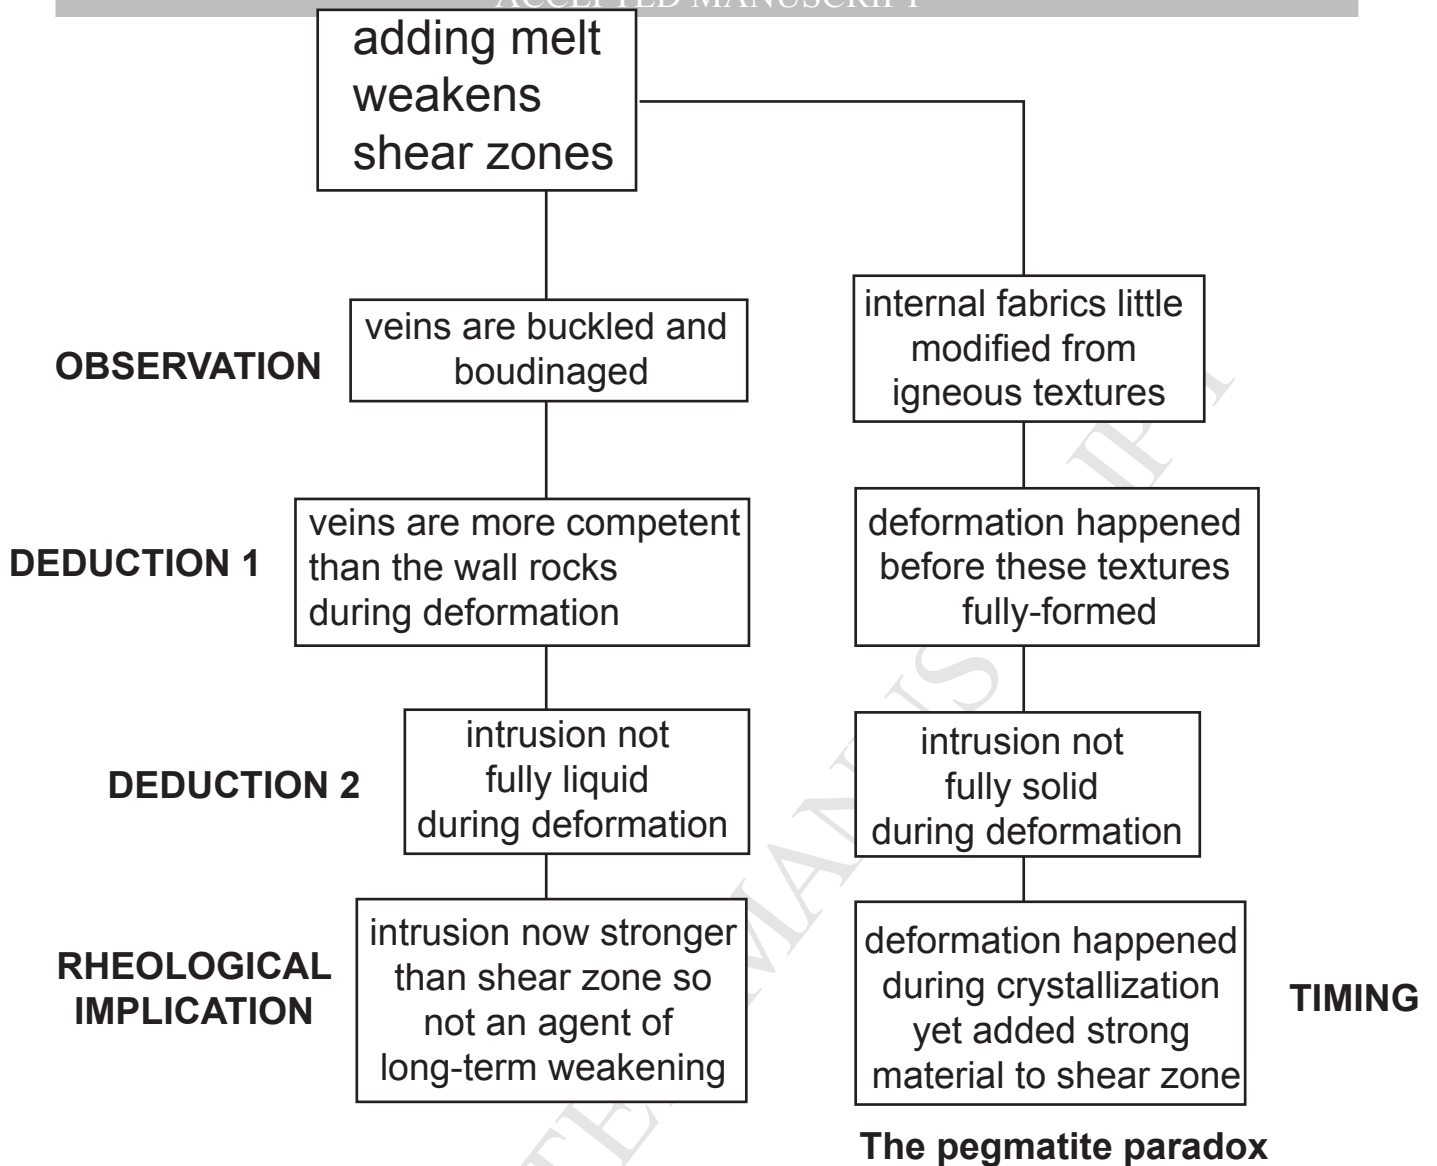 ACCEPTED MANUSCRIPT
adding melt
weakens
shear zones
OBSERVATION
veins are buckled and
boudinaged
internal fabrics little
modified from
igneous textures
DEDUCTION 1
veins are more competent
than the wall rocks
during deformation
deformation happened
before these textures
fully-formed
DEDUCTION 2
intrusion not
fully liquid
during deformation
intrusion not
fully solid
during deformation
RHEOLOGICAL
IMPLICATION
intrusion now stronger
than shear zone so
not an agent of
long-term weakening
deformation happened
during crystallization
yet added strong
material to shear zone
TIMING
The pegmatite paradox